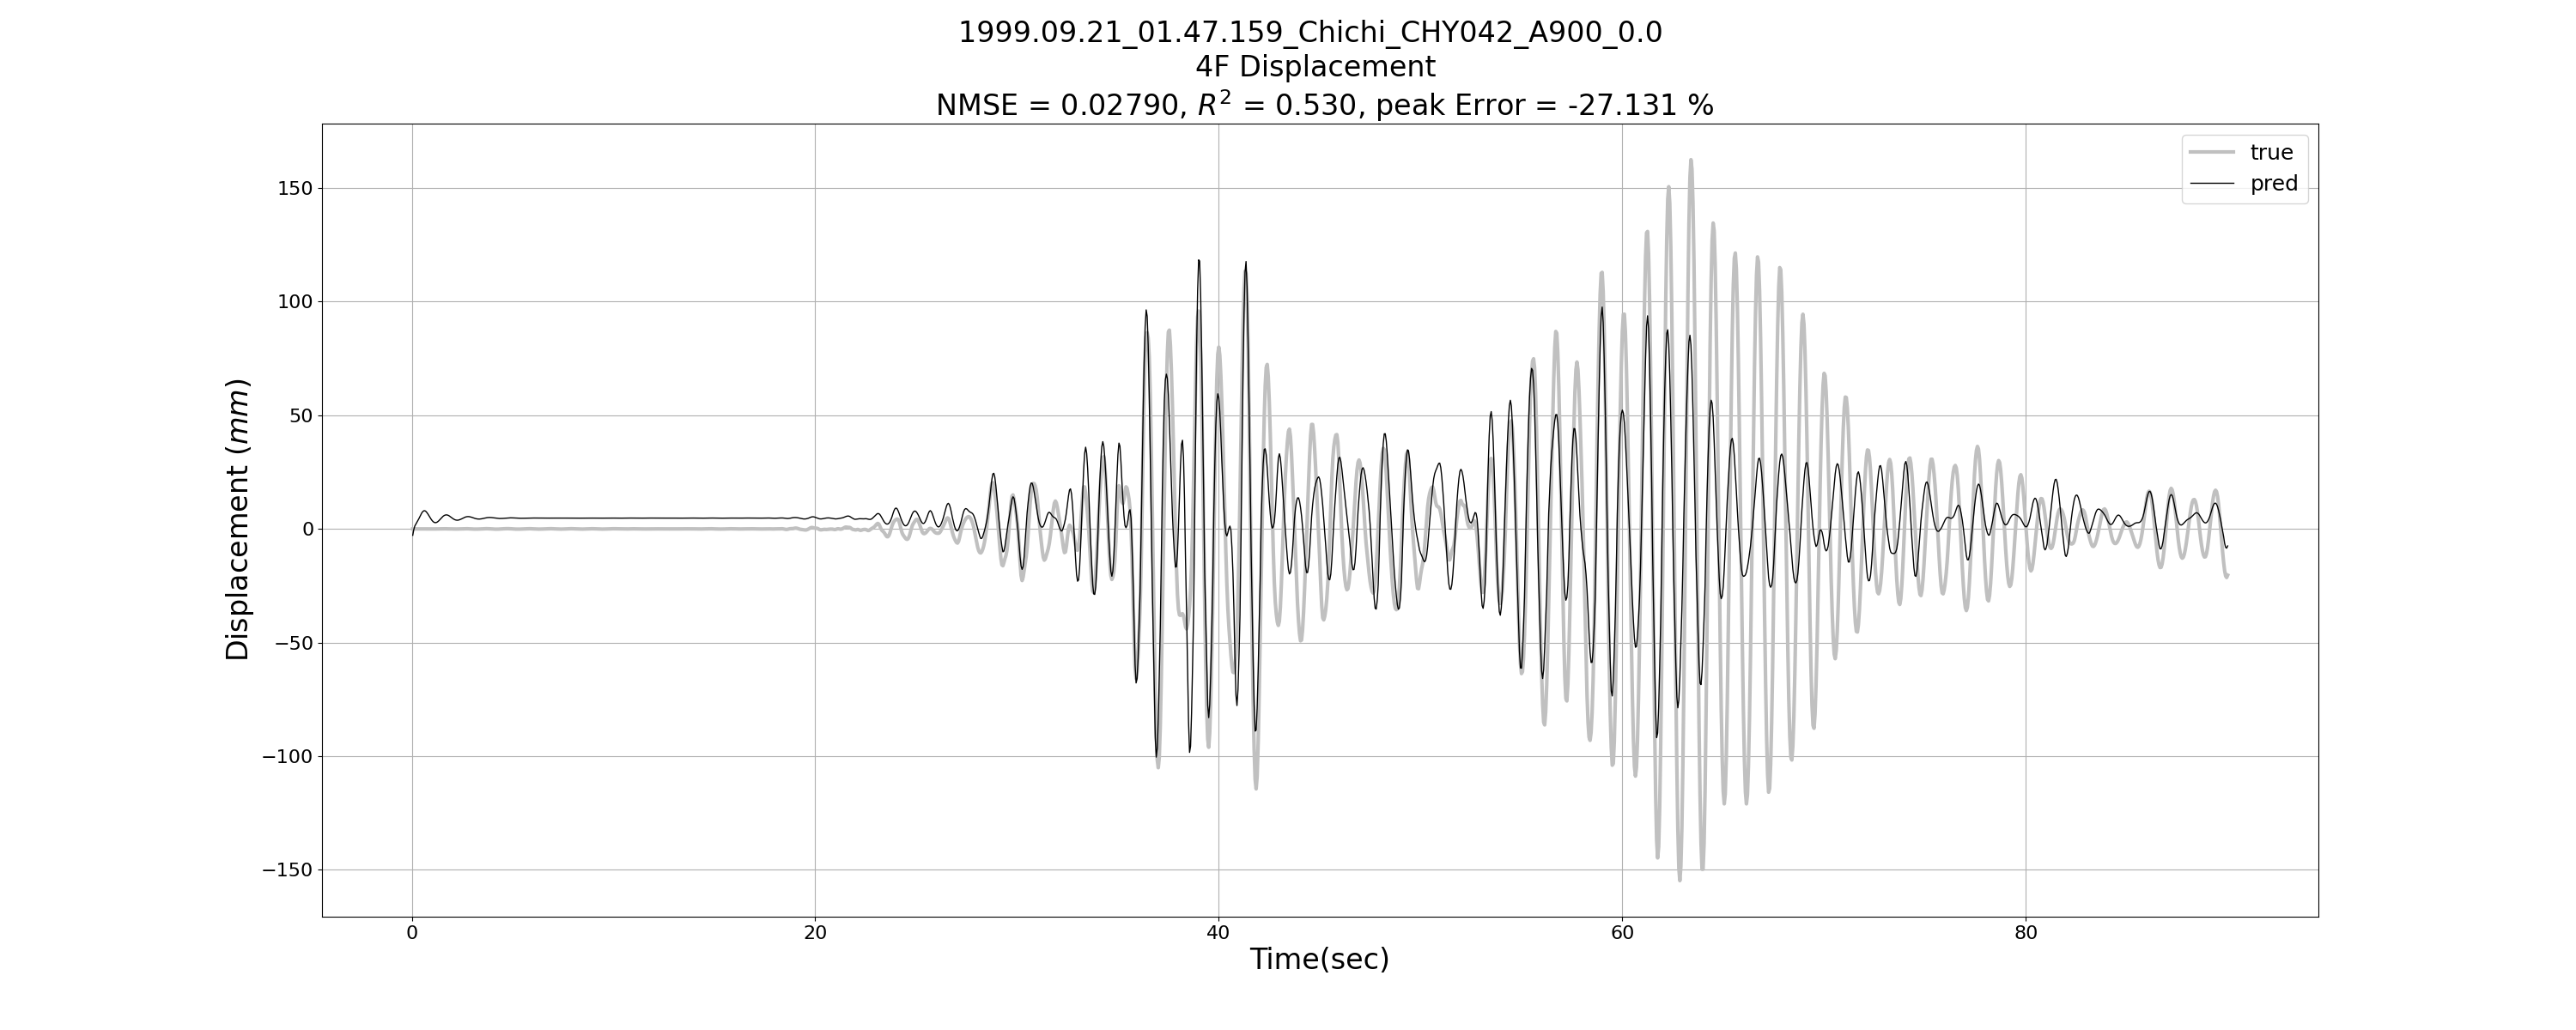 1999.09.21_01.47.159_Chichi_CHY042_A900_0.0
4F Displacement
NMSE = 0.02790, R² = 0.530, peak Error = -27.131 %
true
pred
Displacement (mm)
150
100
50
0
−50
−100
−150
0 20 40 60 80
Time(sec)